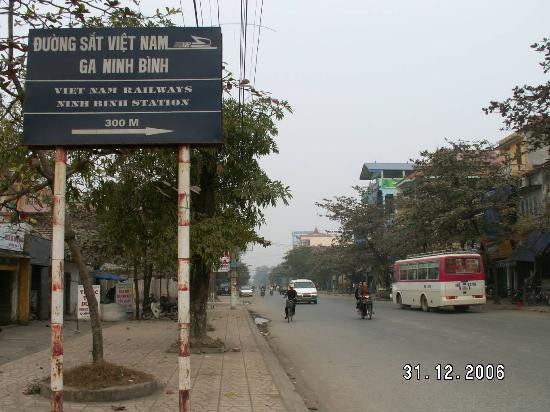 ĐƯỜNG SẮT VIỆT NAM
GA NINH BÌNH
VIET NAM RAILWAYS
NINH BINH STATION
300 M
31.12.2006